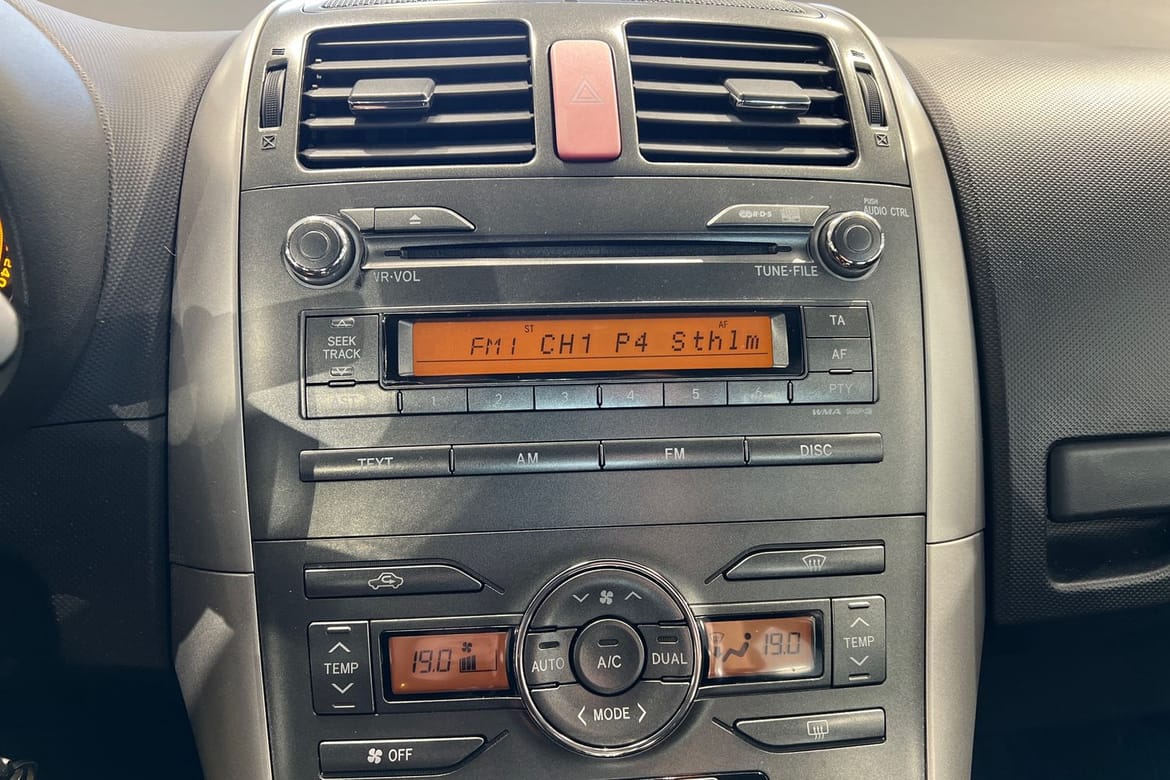 PUSH
AUDIO CTRL
R·D·S
WR·VOL
TUNE·FILE
ST
AF
FM1 CH1 P4 Sthlm
SEEK
TRACK
TA
AF
AST
1
2
3
4
5
6
PTY
WMA MP3
TEXT
AM
FM
DISC
TEMP
19.0
AUTO
A/C
DUAL
19.0
TEMP
MODE
OFF